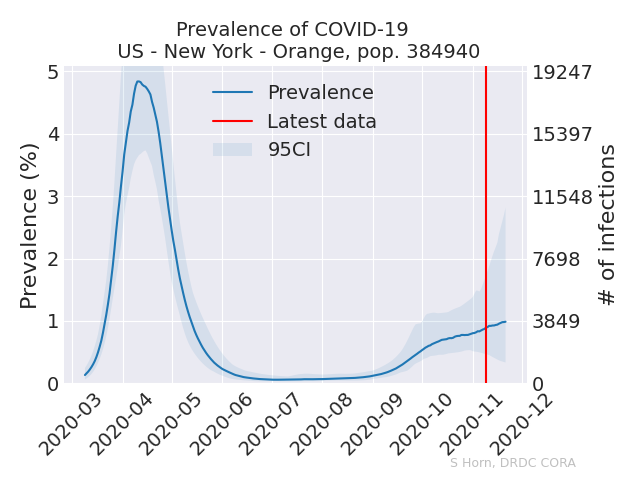 Prevalence of COVID-19
US - New York - Orange, pop. 384940
Prevalence (%)
5
4
3
2
1
0
Prevalence
Latest data
95CI
19247
15397
11548
7698
3849
0
# of infections
2020-03
2020-04
2020-05
2020-06
2020-07
2020-08
2020-09
2020-10
2020-11
2020-12
S Horn, DRDC CORA